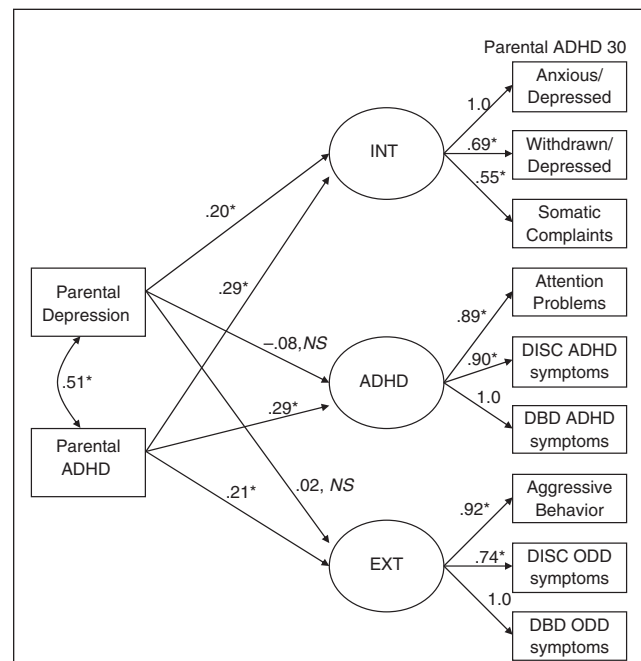 Parental ADHD 30
Anxious/
Depressed
1.0
INT
.69*
Withdrawn/
Depressed
.55*
Somatic
Complaints
.20*
.29*
Parental
Depression
–.08, NS
.51*
Parental
ADHD
.29*
ADHD
.89*
Attention
Problems
.90*
DISC ADHD
symptoms
1.0
DBD ADHD
symptoms
.21*
.02, NS
EXT
.92*
Aggressive
Behavior
.74*
DISC ODD
symptoms
1.0
DBD ODD
symptoms